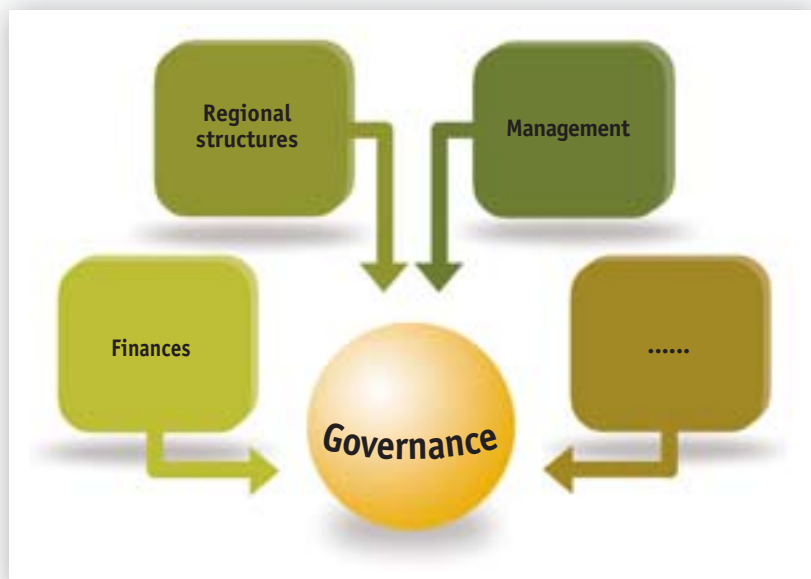 Regional
structures
Management
Finances
......
Governance